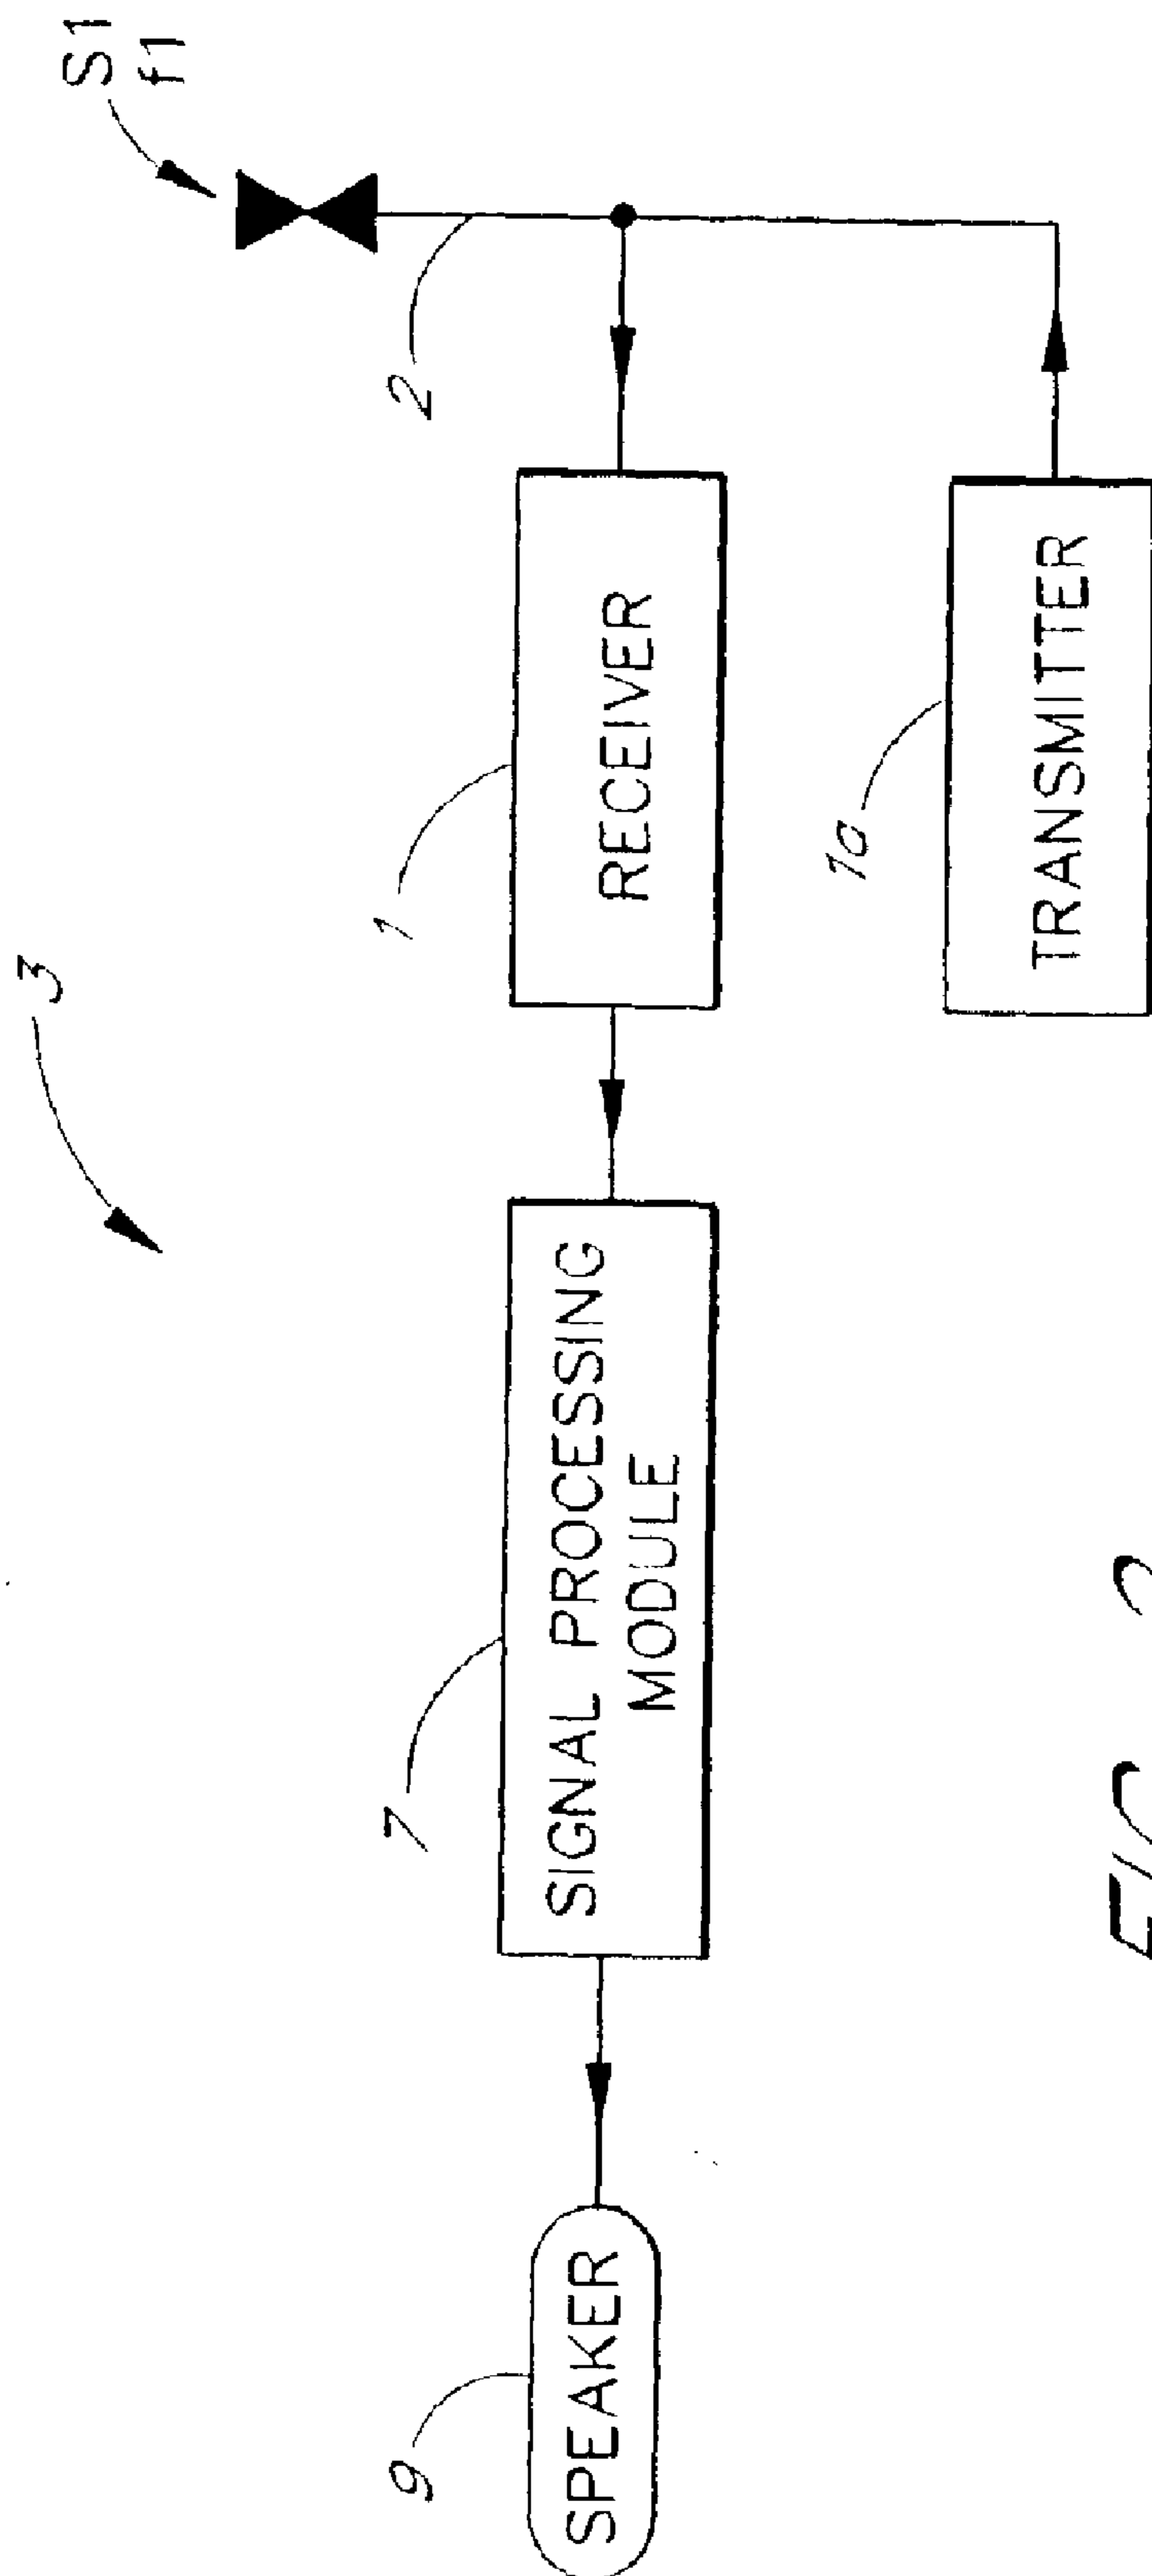 3
S1
f1
9
SPEAKER
7
SIGNAL PROCESSING
MODULE
1
RECEIVER
2
1a
TRANSMITTER